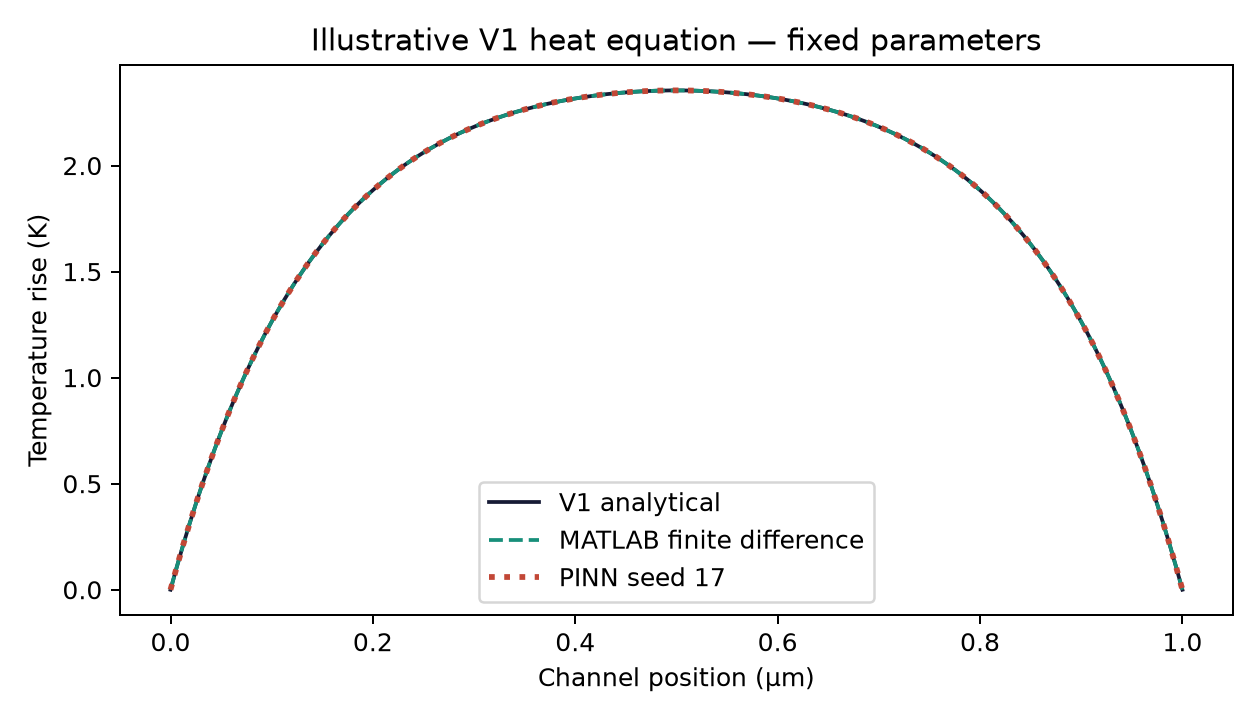 Illustrative V1 heat equation — fixed parameters
Temperature rise (K)
2.0
1.5
1.0
0.5
0.0
V1 analytical
MATLAB finite difference
PINN seed 17
0.0 0.2 0.4 0.6 0.8 1.0
Channel position (μm)